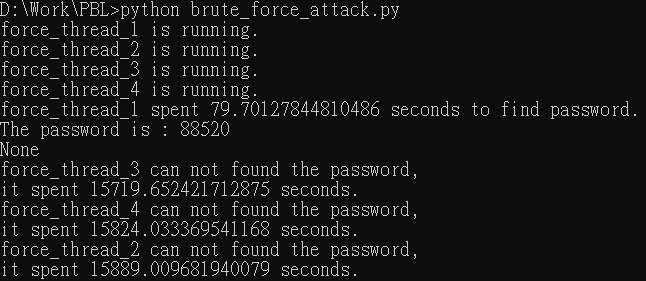 D:\Work\PBL>python brute_force_attack.py
force_thread_1 is running.
force_thread_2 is running.
force_thread_3 is running.
force_thread_4 is running.
force_thread_1 spent 79.70127844810486 seconds to find password.
The password is : 88520
None
force_thread_3 can not found the password,
it spent 15719.652421712875 seconds.
force_thread_4 can not found the password,
it spent 15824.033369541168 seconds.
force_thread_2 can not found the password,
it spent 15889.009681940079 seconds.